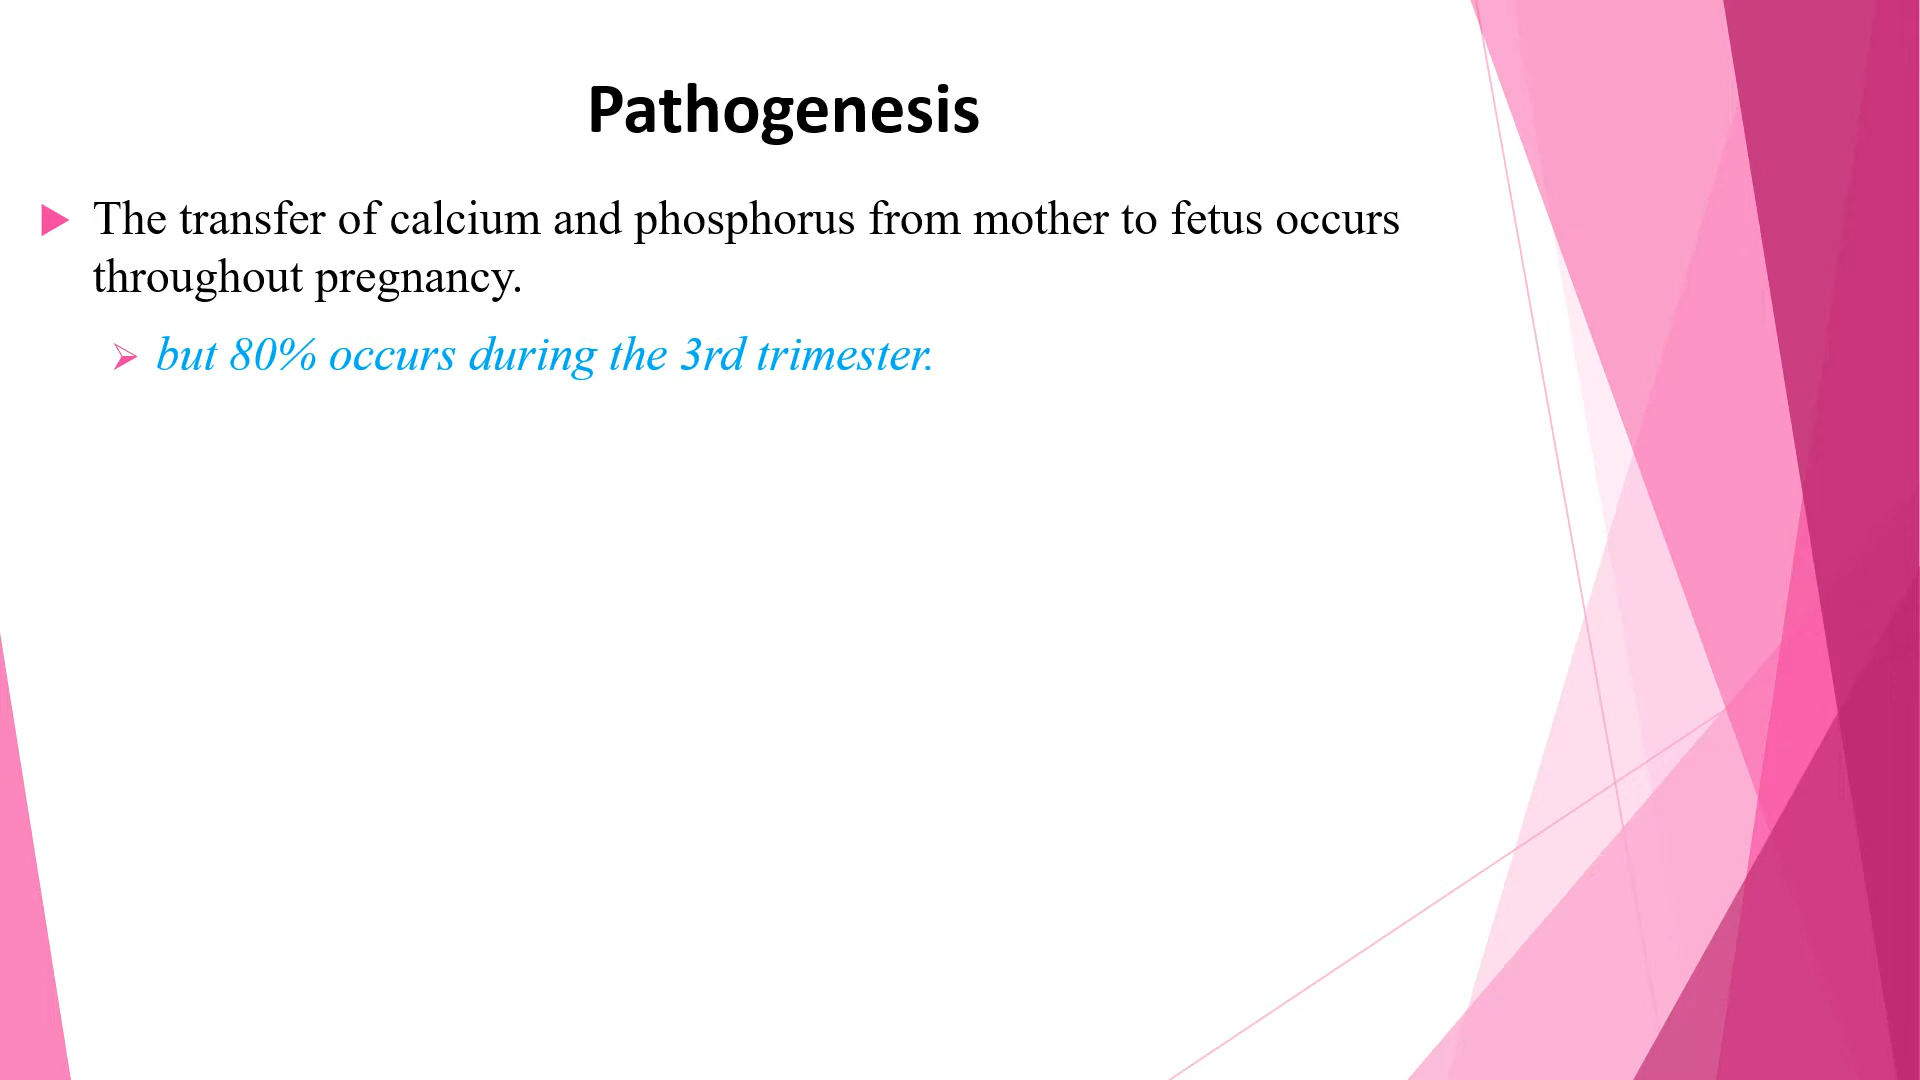 Pathogenesis
The transfer of calcium and phosphorus from mother to fetus occurs
throughout pregnancy.
but 80% occurs during the 3rd trimester.